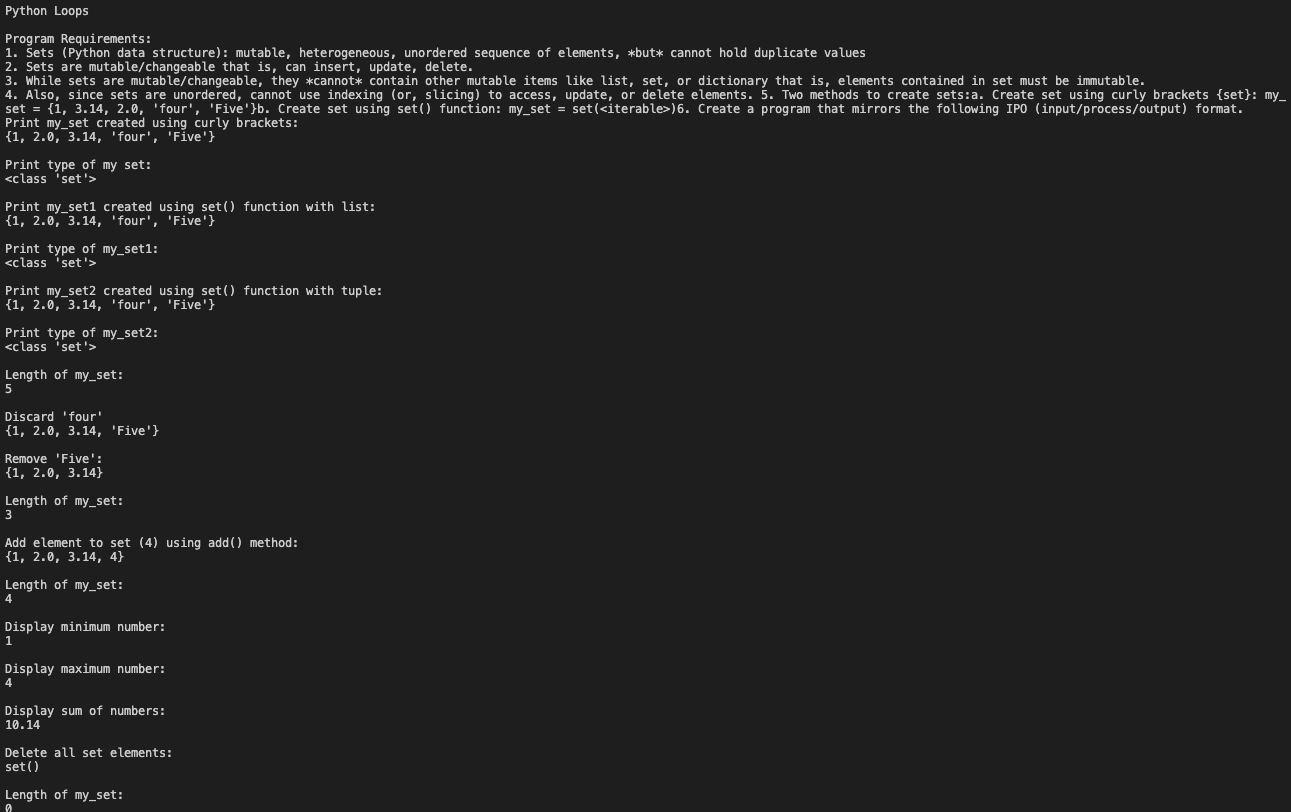 Python Loops
Program Requirements:
1. Sets (Python data structure): mutable, heterogeneous, unordered sequence of elements, *but* cannot hold duplicate values
2. Sets are mutable/changeable that is, can insert, update, delete.
3. While sets are mutable/changeable, they *cannot* contain other mutable items like list, set, or dictionary that is, elements contained in set must be immutable.
4. Also, since sets are unordered, cannot use indexing (or, slicing) to access, update, or delete elements. 5. Two methods to create sets:a. Create set using curly brackets {set}: my_
set = {1, 3.14, 2.0, 'four', 'Five'}b. Create set using set() function: my_set = set(<iterable>)6. Create a program that mirrors the following IPO (input/process/output) format.
Print my_set created using curly brackets:
{1, 2.0, 3.14, 'four', 'Five'}
Print type of my set:
<class 'set'>
Print my_set1 created using set() function with list:
{1, 2.0, 3.14, 'four', 'Five'}
Print type of my_set1:
<class 'set'>
Print my_set2 created using set() function with tuple:
{1, 2.0, 3.14, 'four', 'Five'}
Print type of my_set2:
<class 'set'>
Length of my_set:
5
Discard 'four'
{1, 2.0, 3.14, 'Five'}
Remove 'Five':
{1, 2.0, 3.14}
Length of my_set:
3
Add element to set (4) using add() method:
{1, 2.0, 3.14, 4}
Length of my_set:
4
Display minimum number:
1
Display maximum number:
4
Display sum of numbers:
10.14
Delete all set elements:
set()
Length of my_set:
0